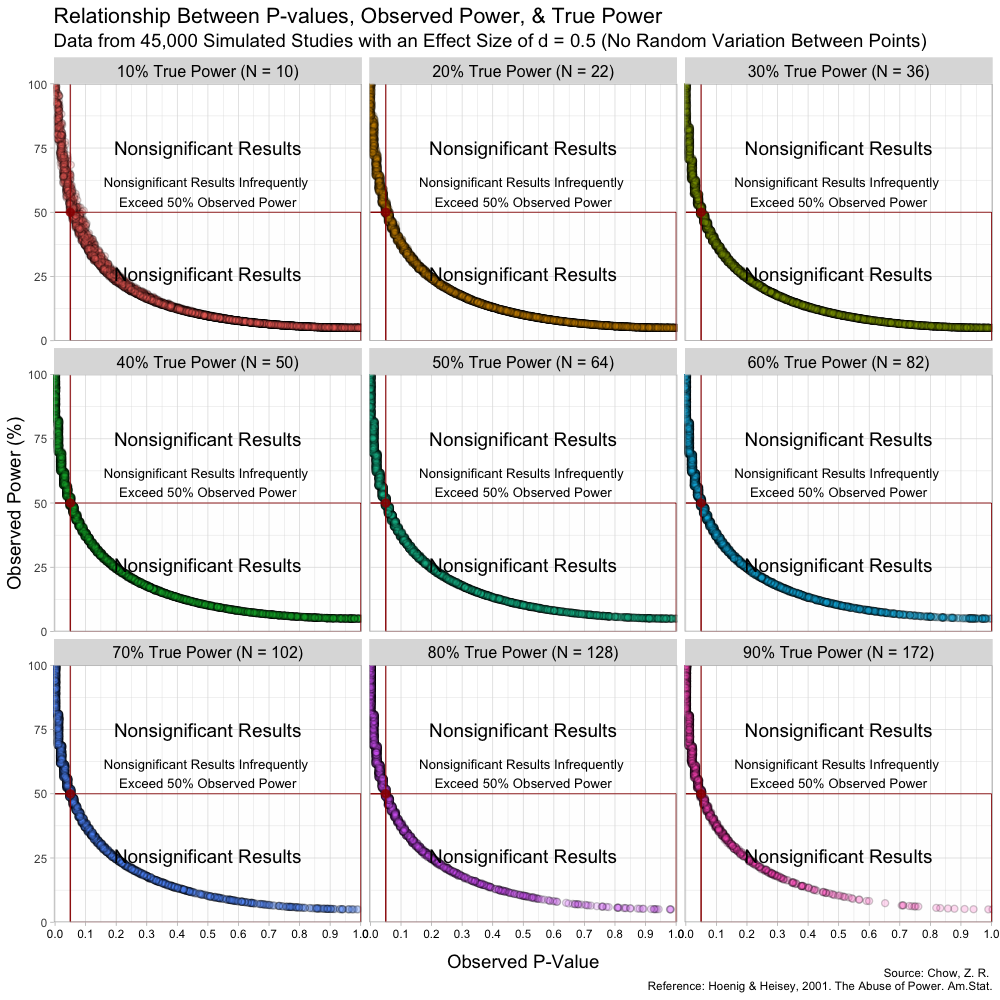 Relationship Between P-values, Observed Power, & True Power
Data from 45,000 Simulated Studies with an Effect Size of d = 0.5 (No Random Variation Between Points)
10% True Power (N = 10)
20% True Power (N = 22)
30% True Power (N = 36)
100
75
50
25
0
Nonsignificant Results
Nonsignificant Results Infrequently
Exceed 50% Observed Power
Nonsignificant Results
Nonsignificant Results
Nonsignificant Results Infrequently
Exceed 50% Observed Power
Nonsignificant Results
Nonsignificant Results
Nonsignificant Results Infrequently
Exceed 50% Observed Power
Nonsignificant Results
40% True Power (N = 50)
50% True Power (N = 64)
60% True Power (N = 82)
Observed Power (%)
100
75
50
25
0
Nonsignificant Results
Nonsignificant Results Infrequently
Exceed 50% Observed Power
Nonsignificant Results
Nonsignificant Results
Nonsignificant Results Infrequently
Exceed 50% Observed Power
Nonsignificant Results
Nonsignificant Results
Nonsignificant Results Infrequently
Exceed 50% Observed Power
Nonsignificant Results
70% True Power (N = 102)
80% True Power (N = 128)
90% True Power (N = 172)
100
75
50
25
0
Nonsignificant Results
Nonsignificant Results Infrequently
Exceed 50% Observed Power
Nonsignificant Results
Nonsignificant Results
Nonsignificant Results Infrequently
Exceed 50% Observed Power
Nonsignificant Results
Nonsignificant Results
Nonsignificant Results Infrequently
Exceed 50% Observed Power
Nonsignificant Results
0.0 0.1 0.2 0.3 0.4 0.5 0.6 0.7 0.8 0.9 1.0
0.0 0.1 0.2 0.3 0.4 0.5 0.6 0.7 0.8 0.9 1.0
0.0 0.1 0.2 0.3 0.4 0.5 0.6 0.7 0.8 0.9 1.0
Observed P-Value
Source: Chow, Z. R.
Reference: Hoenig & Heisey, 2001. The Abuse of Power. Am.Stat.